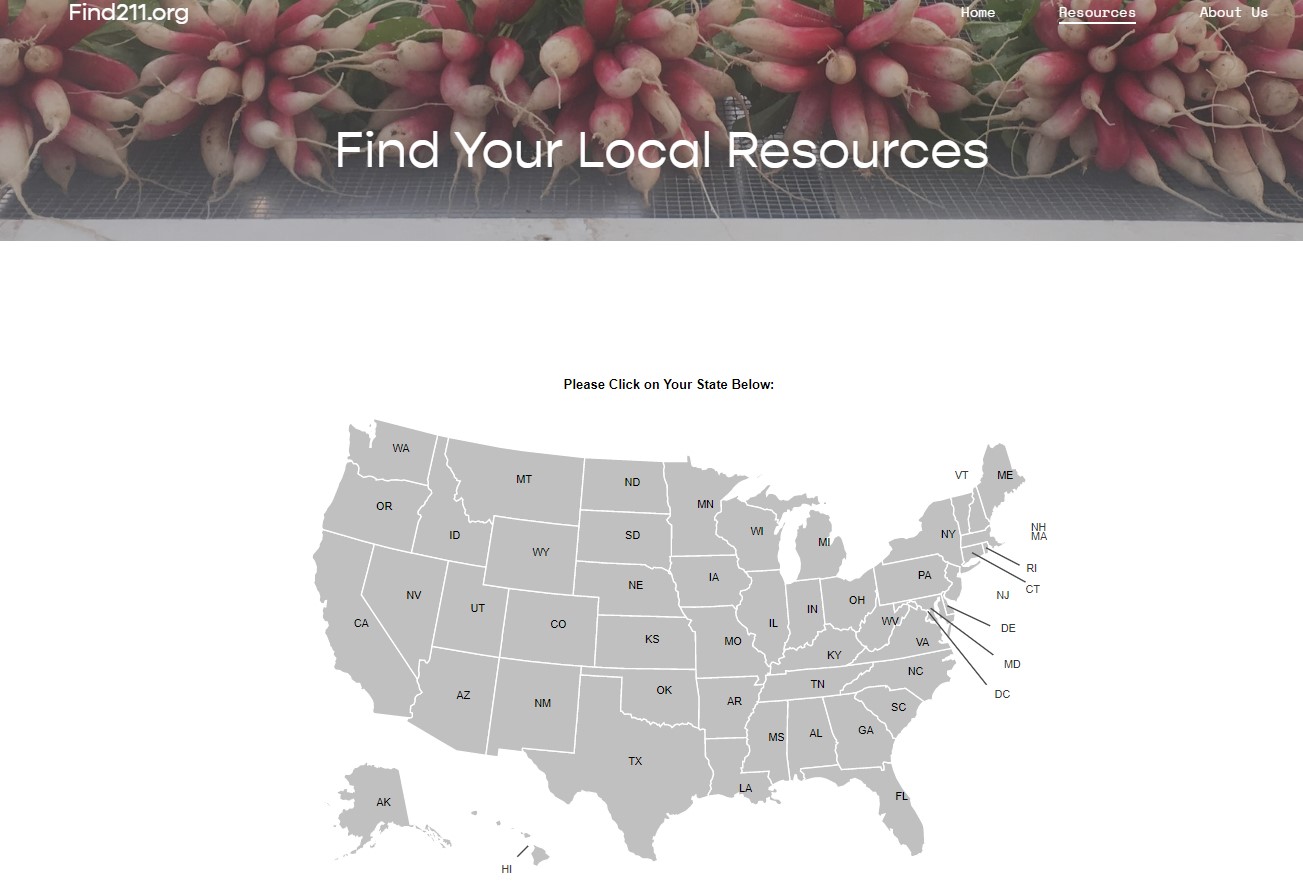 Find211.org
Home Resources About Us
Find Your Local Resources
Please Click on Your State Below:
WA
MT
ND
MN
VT
ME
OR
ID
SD
WI
MI
NY
NH
MA
WY
RI
NE
IA
PA
CT
NV
UT
CO
IL
IN
OH
NJ
CA
KS
MO
WV
DE
KY
VA
MD
AZ
NM
OK
AR
TN
NC
DC
SC
TX
MS
AL
GA
LA
FL
AK
HI